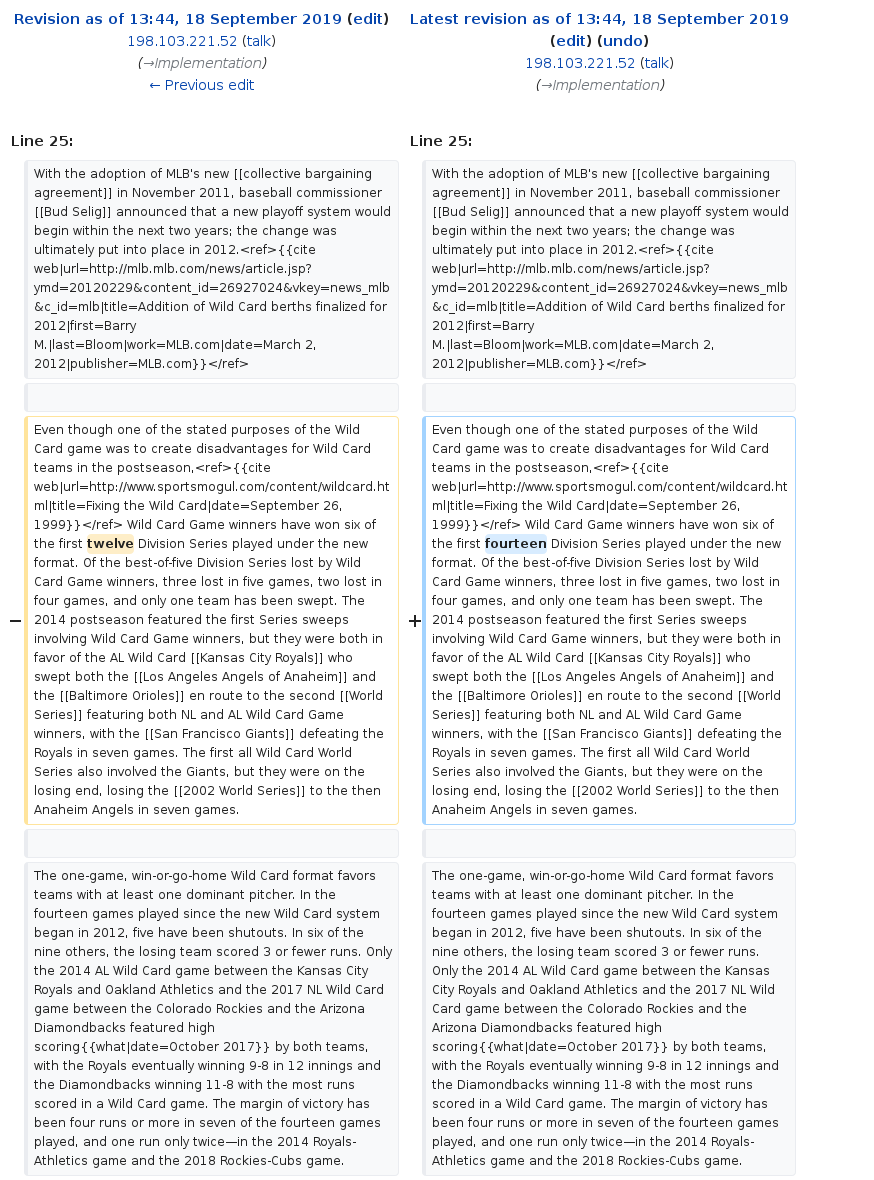 Revision as of 13:44, 18 September 2019 (edit)
198.103.221.52 (talk)
(→Implementation)
← Previous edit
Latest revision as of 13:44, 18 September 2019
(edit) (undo)
198.103.221.52 (talk)
(→Implementation)
Line 25:
With the adoption of MLB's new [[collective bargaining
agreement]] in November 2011, baseball commissioner
[[Bud Selig]] announced that a new playoff system would
begin within the next two years; the change was
ultimately put into place in 2012.<ref>{{cite
web|url=http://mlb.mlb.com/news/article.jsp?
ymd=20120229&content_id=26927024&vkey=news_mlb
&c_id=mlb|title=Addition of Wild Card berths finalized for
2012|first=Barry
M.|last=Bloom|work=MLB.com|date=March 2,
2012|publisher=MLB.com}}</ref>
Even though one of the stated purposes of the Wild
Card game was to create disadvantages for Wild Card
teams in the postseason,<ref>{{cite
web|url=http://www.sportsmogul.com/content/wildcard.ht
ml|title=Fixing the Wild Card|date=September 26,
1999}}</ref> Wild Card Game winners have won six of
the first twelve Division Series played under the new
format. Of the best-of-five Division Series lost by Wild
Card Game winners, three lost in five games, two lost in
four games, and only one team has been swept. The
− 2014 postseason featured the first Series sweeps
involving Wild Card Game winners, but they were both in
favor of the AL Wild Card [[Kansas City Royals]] who
swept both the [[Los Angeles Angels of Anaheim]] and
the [[Baltimore Orioles]] en route to the second [[World
Series]] featuring both NL and AL Wild Card Game
winners, with the [[San Francisco Giants]] defeating the
Royals in seven games. The first all Wild Card World
Series also involved the Giants, but they were on the
losing end, losing the [[2002 World Series]] to the then
Anaheim Angels in seven games.
The one-game, win-or-go-home Wild Card format favors
teams with at least one dominant pitcher. In the
fourteen games played since the new Wild Card system
began in 2012, five have been shutouts. In six of the
nine others, the losing team scored 3 or fewer runs. Only
the 2014 AL Wild Card game between the Kansas City
Royals and Oakland Athletics and the 2017 NL Wild Card
game between the Colorado Rockies and the Arizona
Diamondbacks featured high
scoring{{what|date=October 2017}} by both teams,
with the Royals eventually winning 9-8 in 12 innings and
the Diamondbacks winning 11-8 with the most runs
scored in a Wild Card game. The margin of victory has
been four runs or more in seven of the fourteen games
played, and one run only twice—in the 2014 Royals-
Athletics game and the 2018 Rockies-Cubs game.
Line 25:
With the adoption of MLB's new [[collective bargaining
agreement]] in November 2011, baseball commissioner
[[Bud Selig]] announced that a new playoff system would
begin within the next two years; the change was
ultimately put into place in 2012.<ref>{{cite
web|url=http://mlb.mlb.com/news/article.jsp?
ymd=20120229&content_id=26927024&vkey=news_mlb
&c_id=mlb|title=Addition of Wild Card berths finalized for
2012|first=Barry
M.|last=Bloom|work=MLB.com|date=March 2,
2012|publisher=MLB.com}}</ref>
Even though one of the stated purposes of the Wild
Card game was to create disadvantages for Wild Card
teams in the postseason,<ref>{{cite
web|url=http://www.sportsmogul.com/content/wildcard.ht
ml|title=Fixing the Wild Card|date=September 26,
1999}}</ref> Wild Card Game winners have won six of
the first fourteen Division Series played under the new
format. Of the best-of-five Division Series lost by Wild
Card Game winners, three lost in five games, two lost in
four games, and only one team has been swept. The
+ 2014 postseason featured the first Series sweeps
involving Wild Card Game winners, but they were both in
favor of the AL Wild Card [[Kansas City Royals]] who
swept both the [[Los Angeles Angels of Anaheim]] and
the [[Baltimore Orioles]] en route to the second [[World
Series]] featuring both NL and AL Wild Card Game
winners, with the [[San Francisco Giants]] defeating the
Royals in seven games. The first all Wild Card World
Series also involved the Giants, but they were on the
losing end, losing the [[2002 World Series]] to the then
Anaheim Angels in seven games.
The one-game, win-or-go-home Wild Card format favors
teams with at least one dominant pitcher. In the
fourteen games played since the new Wild Card system
began in 2012, five have been shutouts. In six of the
nine others, the losing team scored 3 or fewer runs.
Only the 2014 AL Wild Card game between the Kansas
City Royals and Oakland Athletics and the 2017 NL Wild
Card game between the Colorado Rockies and the
Arizona Diamondbacks featured high
scoring{{what|date=October 2017}} by both teams,
with the Royals eventually winning 9-8 in 12 innings and
the Diamondbacks winning 11-8 with the most runs
scored in a Wild Card game. The margin of victory has
been four runs or more in seven of the fourteen games
played, and one run only twice—in the 2014 Royals-
Athletics game and the 2018 Rockies-Cubs game.